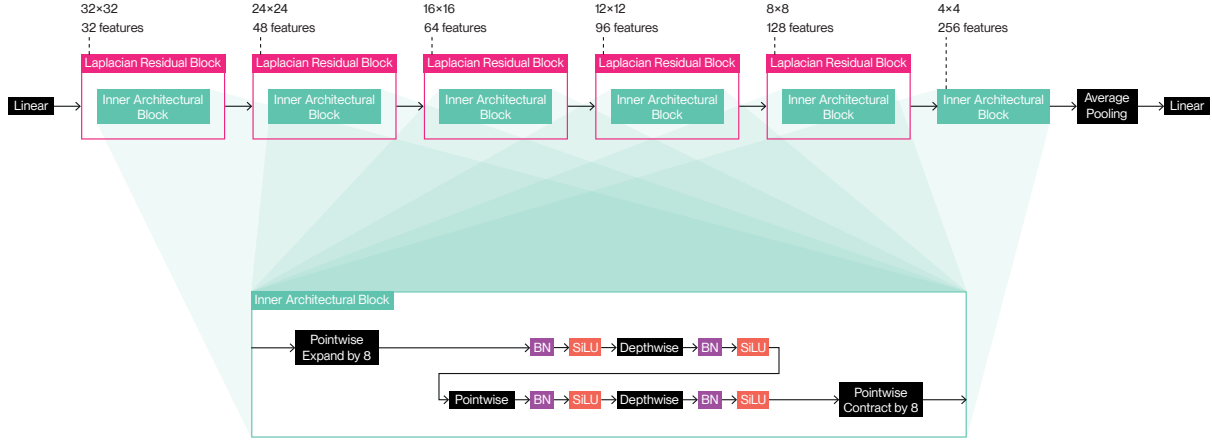 32×32
32 features
24×24
48 features
16×16
64 features
12×12
96 features
8×8
128 features
4×4
256 features
Laplacian Residual Block
Laplacian Residual Block
Laplacian Residual Block
Laplacian Residual Block
Laplacian Residual Block
Linear
Inner Architectural
Block
Inner Architectural
Block
Inner Architectural
Block
Inner Architectural
Block
Inner Architectural
Block
Inner Architectural
Block
Average
Pooling
Linear
Inner Architectural Block
Pointwise
Expand by 8
BN
SiLU
Depthwise
BN
SiLU
Pointwise
BN
SiLU
Depthwise
BN
SiLU
Pointwise
Contract by 8